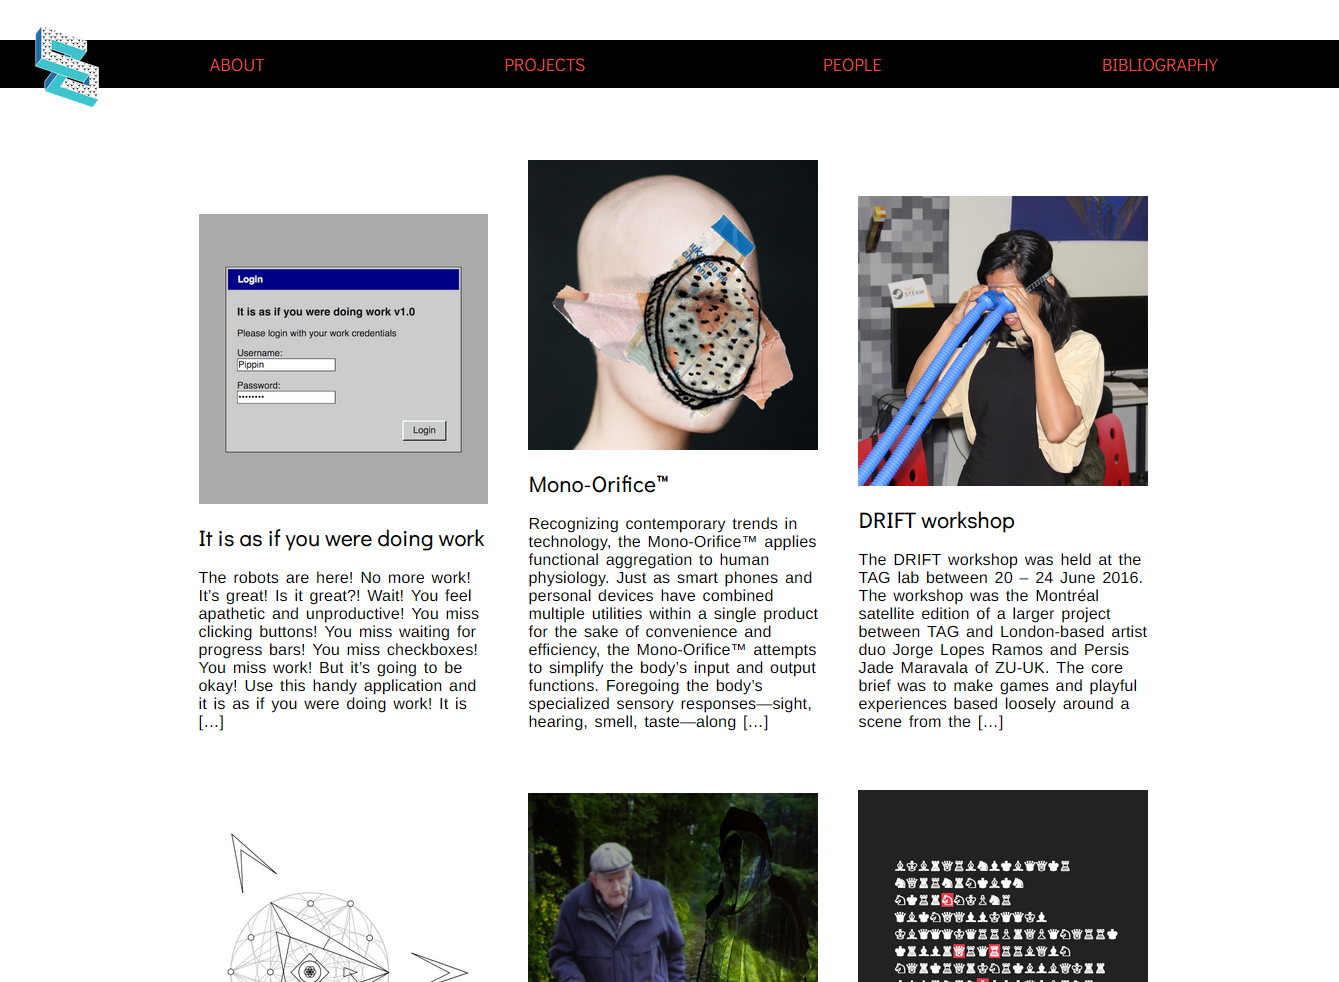 ABOUT
PROJECTS
PEOPLE
BIBLIOGRAPHY
Login
It is as if you were doing work v1.0
Please login with your work credentials
Username:
Pippin
Password:
••••••••
Login
It is as if you were doing work
The robots are here! No more work!
It’s great! Is it great?! Wait! You feel
apathetic and unproductive! You miss
clicking buttons! You miss waiting for
progress bars! You miss checkboxes!
You miss work! But it’s going to be
okay! Use this handy application and
it is as if you were doing work! It is
[…]
Mono-Orifice™
Recognizing contemporary trends in
technology, the Mono-Orifice™ applies
functional aggregation to human
physiology. Just as smart phones and
personal devices have combined
multiple utilities within a single product
for the sake of convenience and
efficiency, the Mono-Orifice™ attempts
to simplify the body’s input and output
functions. Foregoing the body’s
specialized sensory responses—sight,
hearing, smell, taste—along […]
STEAM
DRIFT workshop
The DRIFT workshop was held at the
TAG lab between 20 – 24 June 2016.
The workshop was the Montréal
satellite edition of a larger project
between TAG and London-based artist
duo Jorge Lopes Ramos and Persis
Jade Maravala of ZU-UK. The core
brief was to make games and playful
experiences based loosely around a
scene from the […]